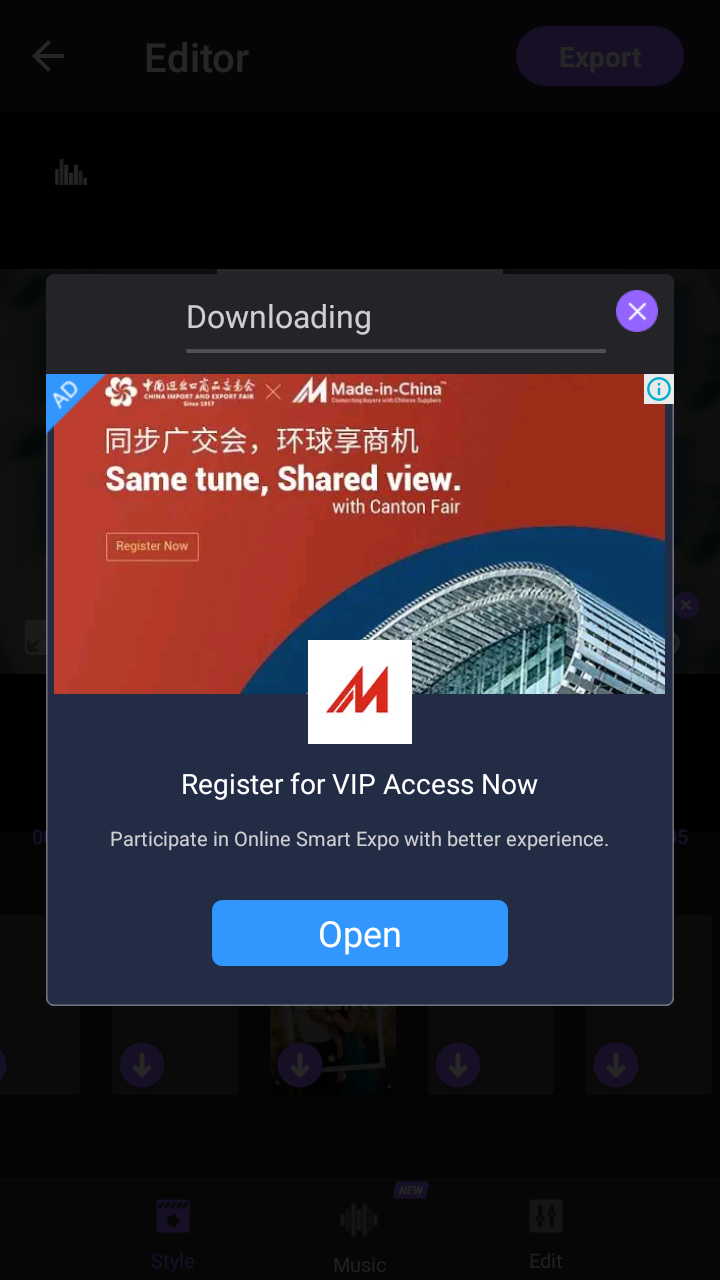 Editor
Export
Downloading
AD
中国进出口商品交易会
CHINA IMPORT AND EXPORT FAIR
Since 1957
Made-in-China
Connecting Buyers with Chinese Suppliers
同步广交会，环球享商机
Same tune, Shared view.
with Canton Fair
Register Now
Register for VIP Access Now
Participate in Online Smart Expo with better experience.
Open
NEW
Style
Music
Edit